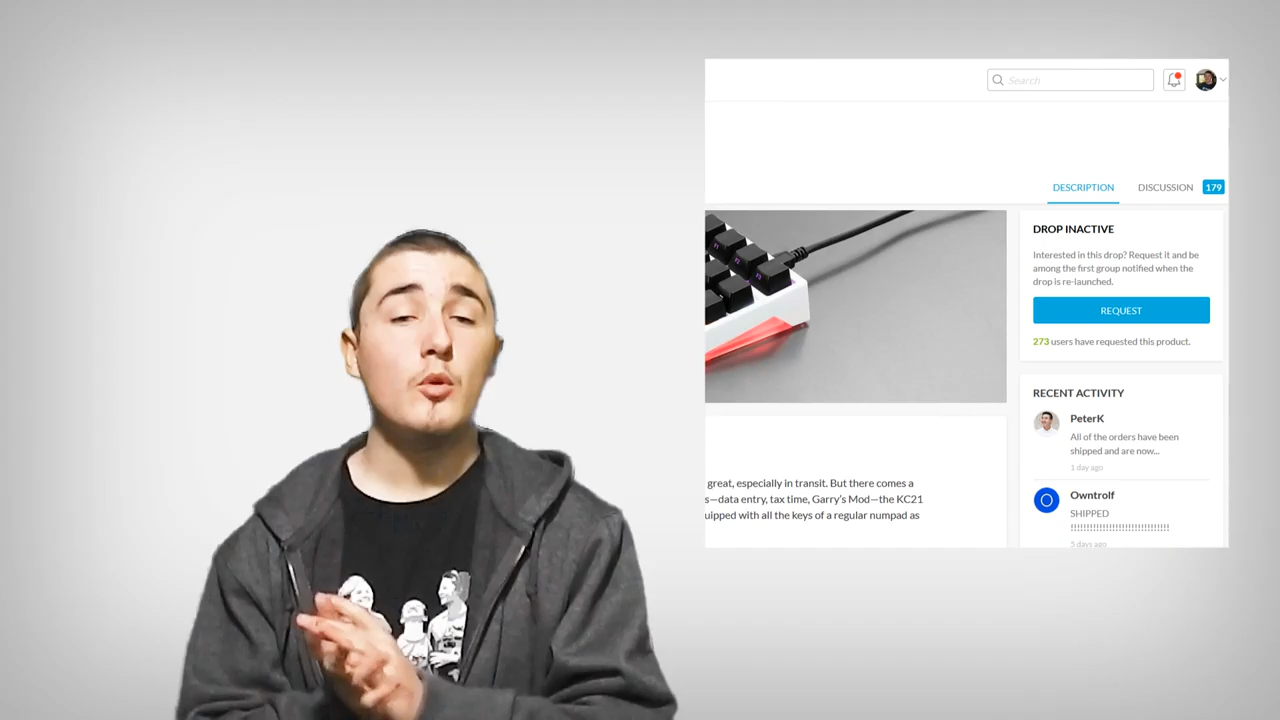 Search
DESCRIPTION
DISCUSSION 179
DROP INACTIVE
Interested in this drop? Request it and be
among the first group notified when the
drop is re-launched.
REQUEST
273 users have requested this product.
RECENT ACTIVITY
PeterK
All of the orders have been
shipped and are now...
1 day ago
Owntrolf
SHIPPED
!!!!!!!!!!!!!!!!!!!!!!!!!!!!!!
5 days ago
great, especially in transit. But there comes a
s—data entry, tax time, Garry's Mod—the KC21
uipped with all the keys of a regular numpad as